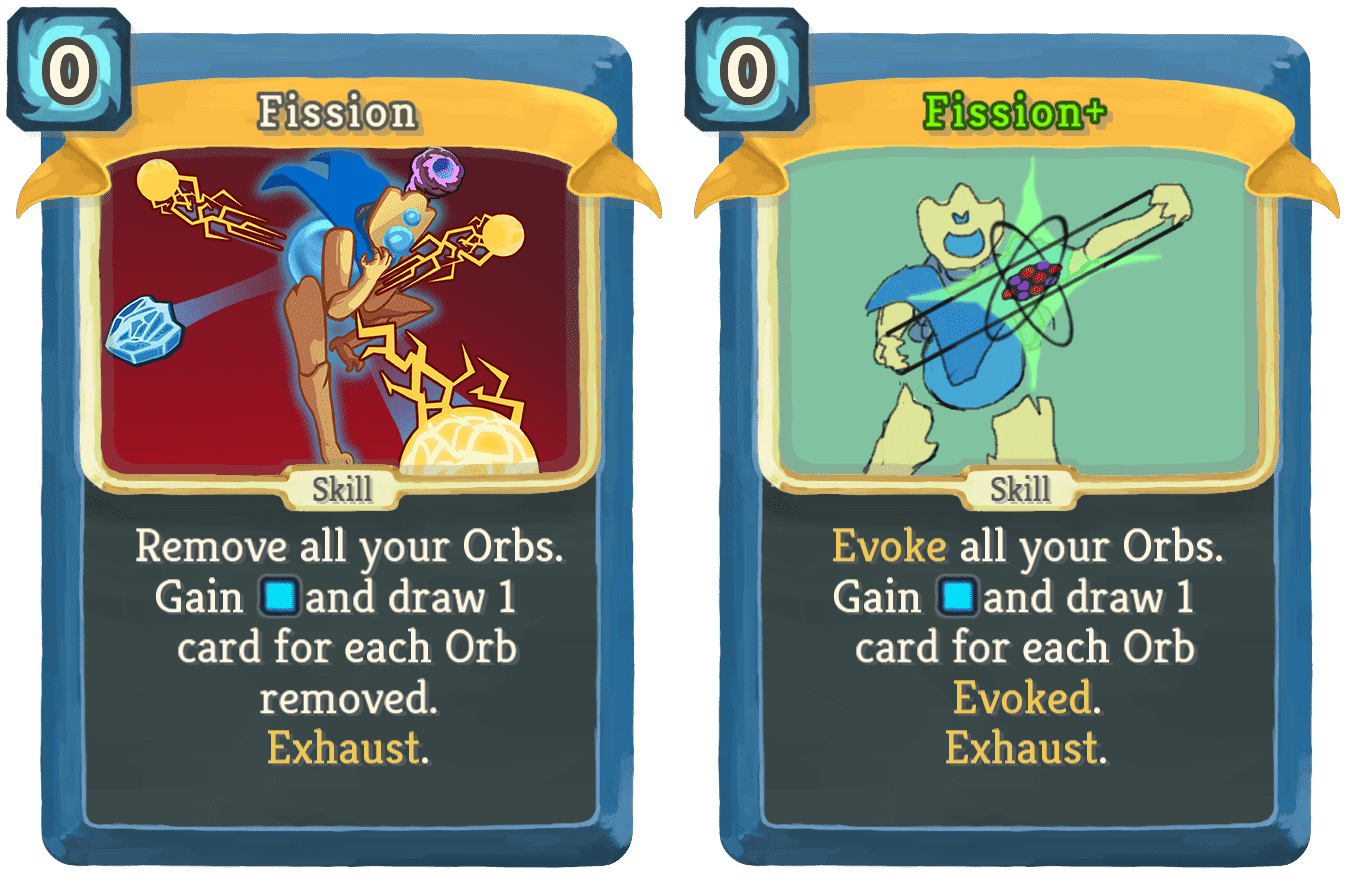 0
Fission
Skill
Remove all your Orbs.
Gain and draw 1
card for each Orb
removed.
Exhaust.
0
Fission+
Skill
Evoke all your Orbs.
Gain and draw 1
card for each Orb
Evoked.
Exhaust.